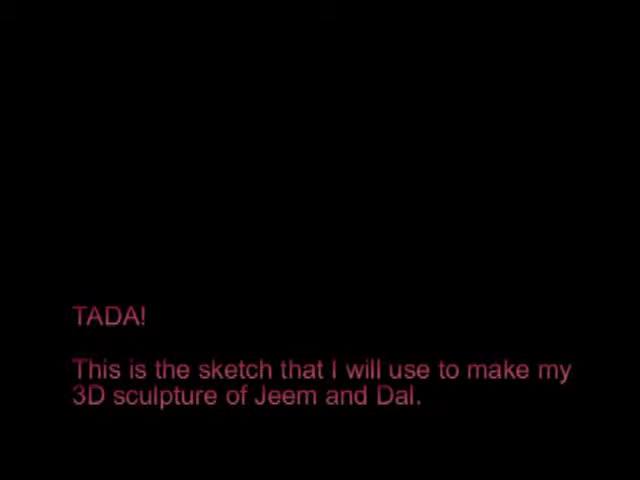 TADA!
This is the sketch that I will use to make my
3D sculpture of Jeem and Dal.